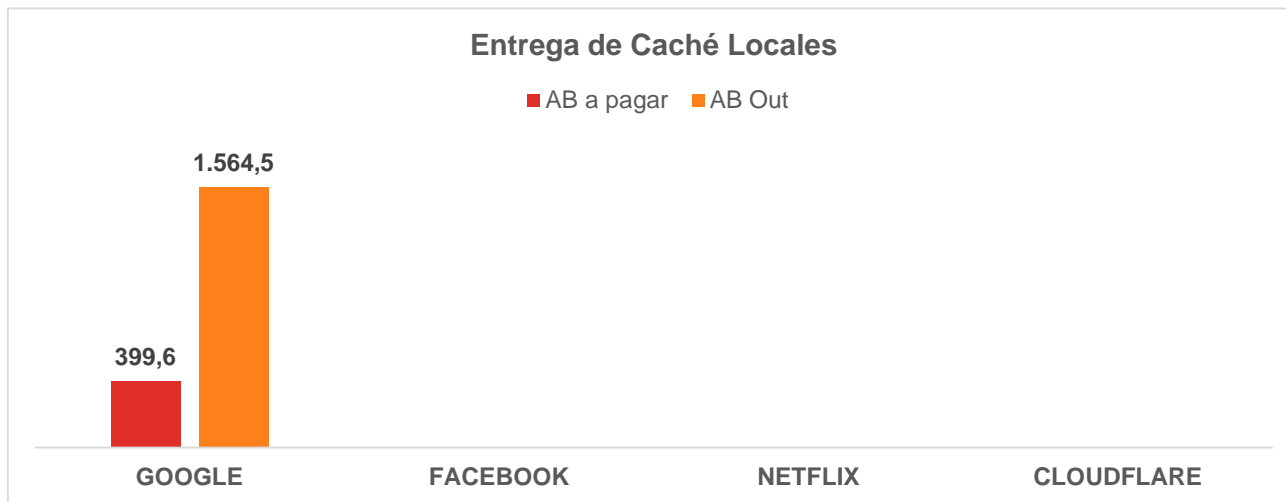 Entrega de Caché Locales
AB a pagar AB Out
1.564,5
399,6
GOOGLE FACEBOOK NETFLIX CLOUDFLARE